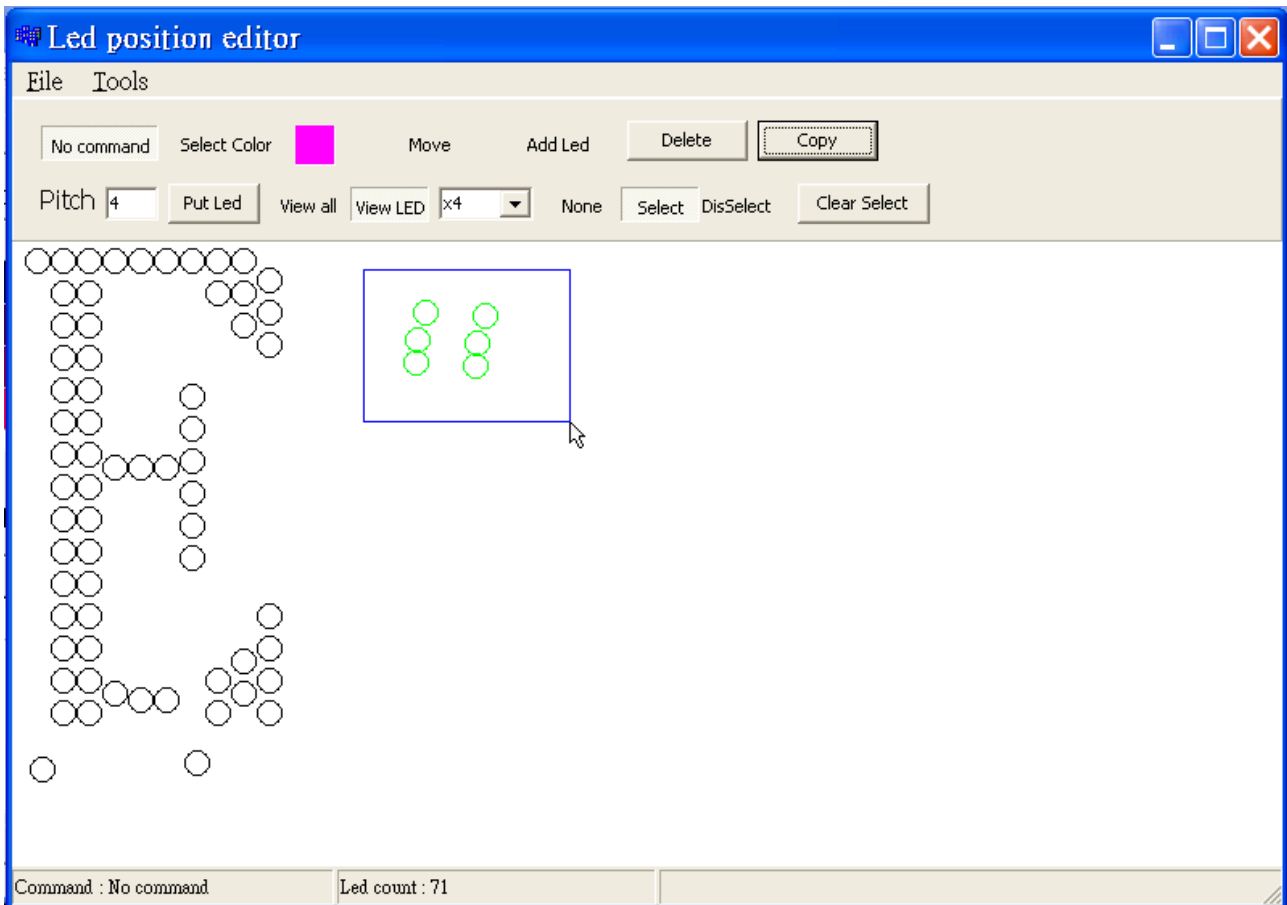 Led position editor
File Tools
No command Select Color Move Add Led Delete Copy
Pitch 4 Put Led View all View LED x4 None Select DisSelect Clear Select
Command : No command Led count : 71